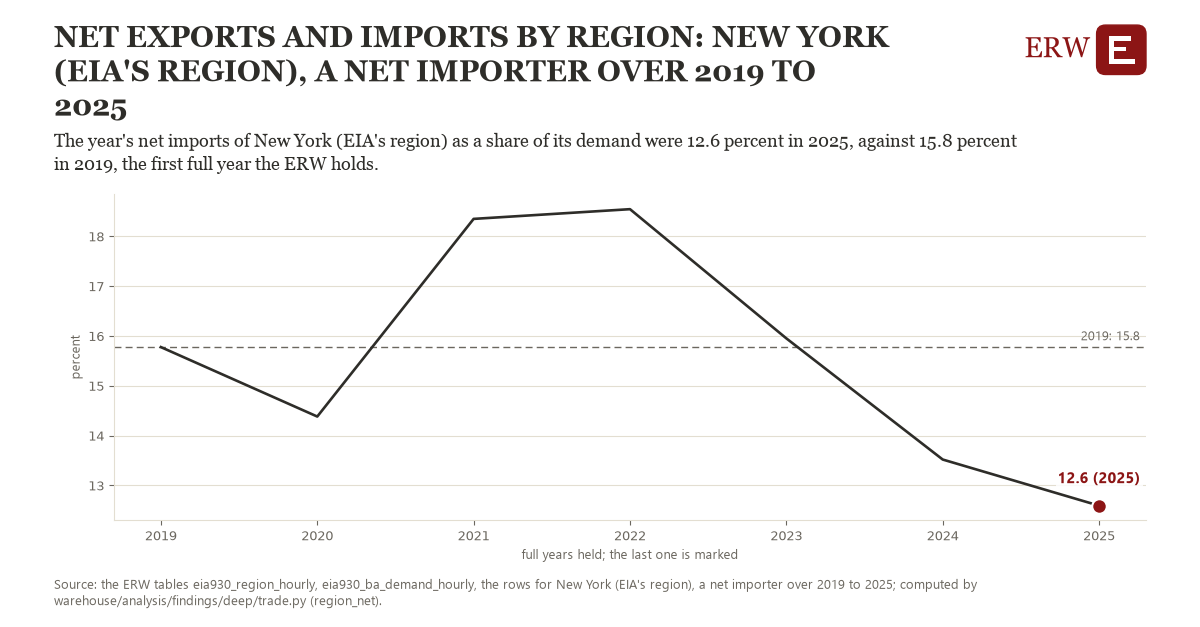 NET EXPORTS AND IMPORTS BY REGION: NEW YORK
(EIA'S REGION), A NET IMPORTER OVER 2019 TO
2025
ERW E
The year's net imports of New York (EIA's region) as a share of its demand were 12.6 percent in 2025, against 15.8 percent
in 2019, the first full year the ERW holds.
18
17
16
15
14
13
percent
2019: 15.8
12.6 (2025)
2019 2020 2021 2022 2023 2024 2025
full years held; the last one is marked
Source: the ERW tables eia930_region_hourly, eia930_ba_demand_hourly, the rows for New York (EIA's region), a net importer over 2019 to 2025; computed by
warehouse/analysis/findings/deep/trade.py (region_net).